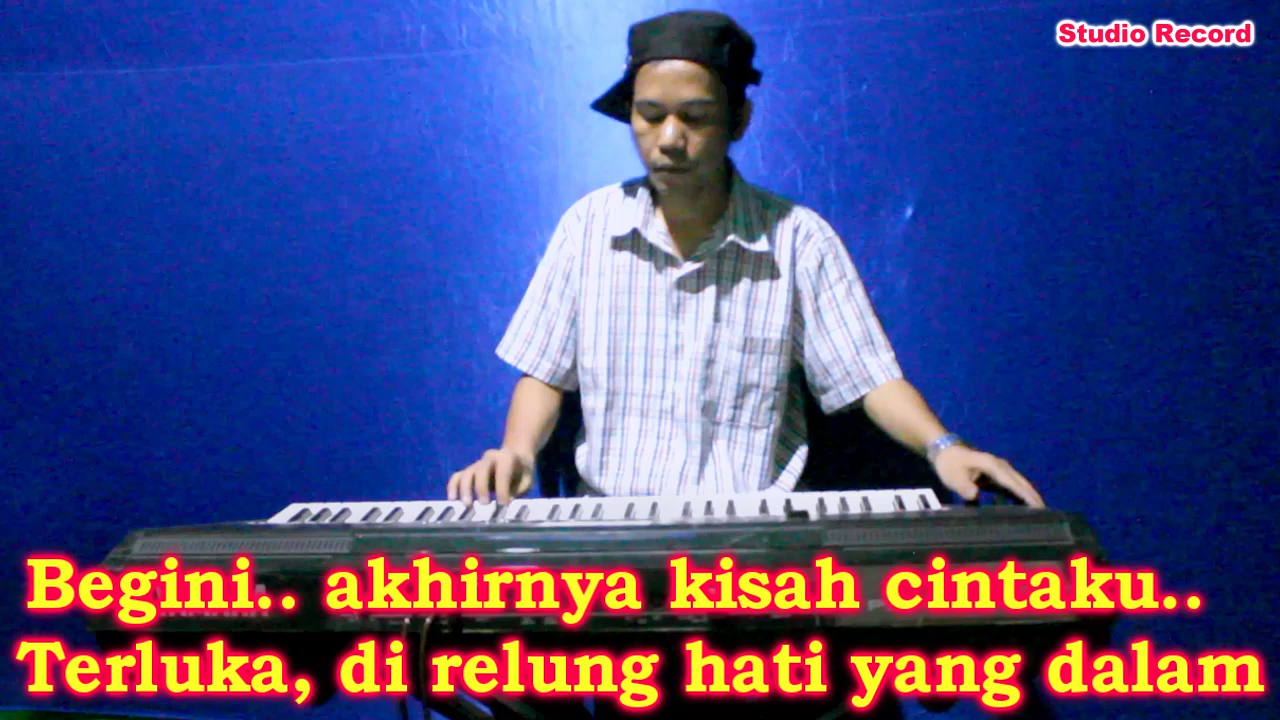 Studio Record
Begini.. akhirnya kisah cintaku..
Terluka, di relung hati yang dalam